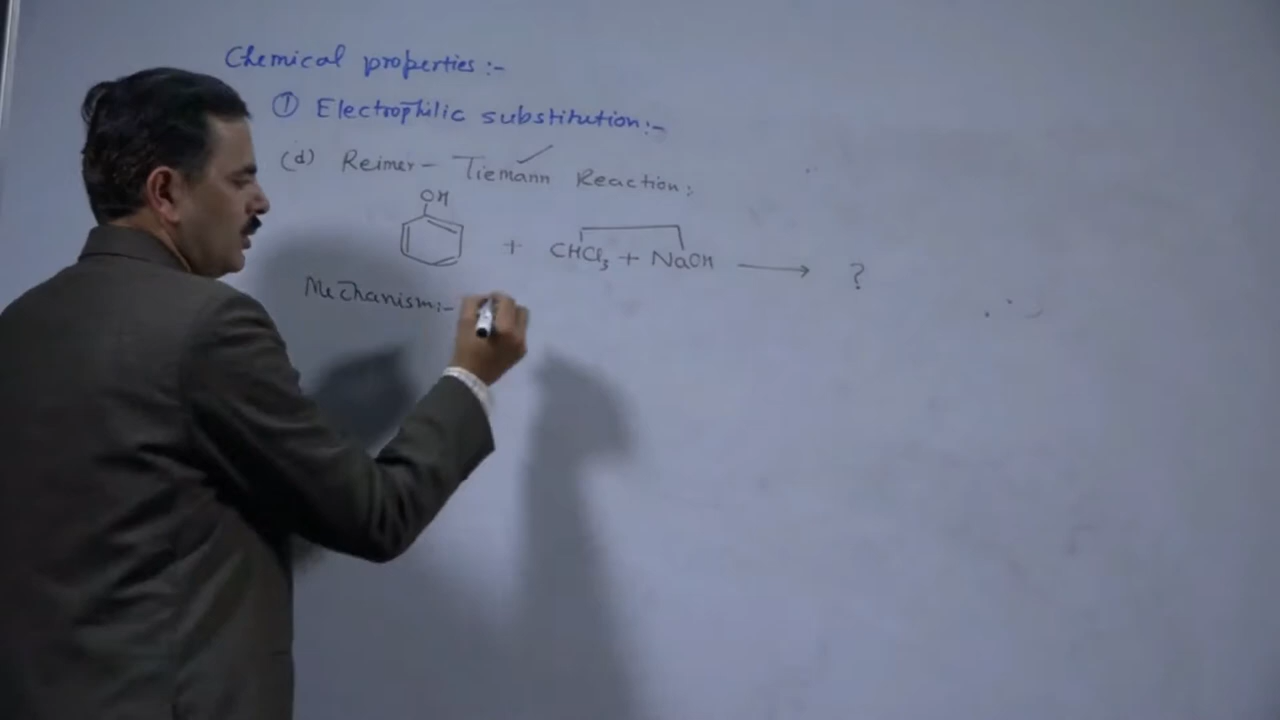 Chemical properties :-
① Electrophilic substitution:-
(d) Reimer - Tiemann Reaction:
OH
+ CHCl₃ + NaOH ⟶ ?
Mechanism:-